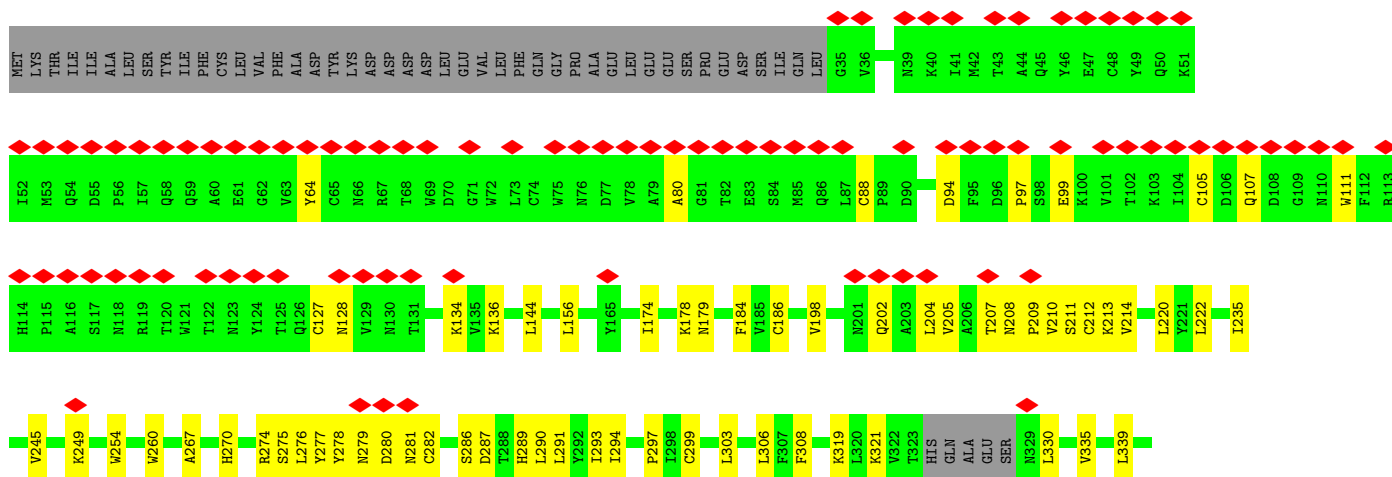 MET LYS THR ILE ILE ALA LEU SER TYR ILE PHE CYS LEU VAL PHE ALA ASP TYR LYS ASP ASP ASP ASP LEU GLU VAL LEU PHE GLN GLY PRO ALA GLU LEU GLU GLU SER PRO GLU ASP SER ILE GLN LEU G35 V36 N39 K40 I41 M42 T43 A44 Q45 Y46 E47 C48 Y49 Q50 K51
I52 M53 Q54 D55 P56 I57 Q58 Q59 A60 E61 G62 V63 Y64 C65 N66 R67 T68 W69 D70 G71 W72 L73 C74 W75 N76 D77 V78 A79 A80 G81 T82 E83 S84 M85 Q86 L87 C88 P89 D90 D94 F95 D96 P97 S98 E99 K100 V101 T102 K103 I104 C105 D106 Q107 D108 G109 N110 W111 F112 R113
H114 P115 A116 S117 N118 R119 T120 W121 T122 N123 Y124 T125 Q126 C127 N128 V129 N130 T131 K134 V135 K136 L144 L156 Y165 I174 K178 N179 F184 V185 C186 V198 N201 Q202 A203 L204 V205 A206 T207 N208 P209 V210 S211 C212 K213 V214 L220 Y221 L222 I235
V245 K249 W254 W260 A267 H270 R274 S275 L276 Y277 Y278 N279 D280 N281 C282 S286 D287 T288 H289 L290 L291 Y292 I293 I294 P297 I298 C299 L303 L306 F307 F308 K319 L320 K321 V322 T323 HIS GLN ALA GLU SER N329 L330 V335 L339